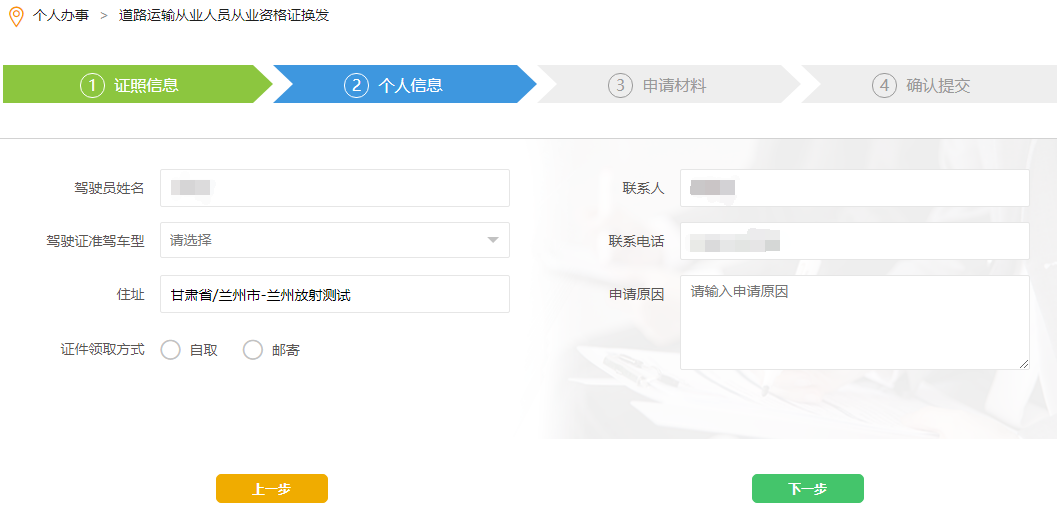 个人办事 > 道路运输从业人员从业资格证换发
1 证照信息
2 个人信息
3 申请材料
4 确认提交
驾驶员姓名
联系人
驾驶证准驾车型 请选择
联系电话
住址 甘肃省/兰州市-兰州放射测试
申请原因 请输入申请原因
证件领取方式 自取 邮寄
上一步
下一步